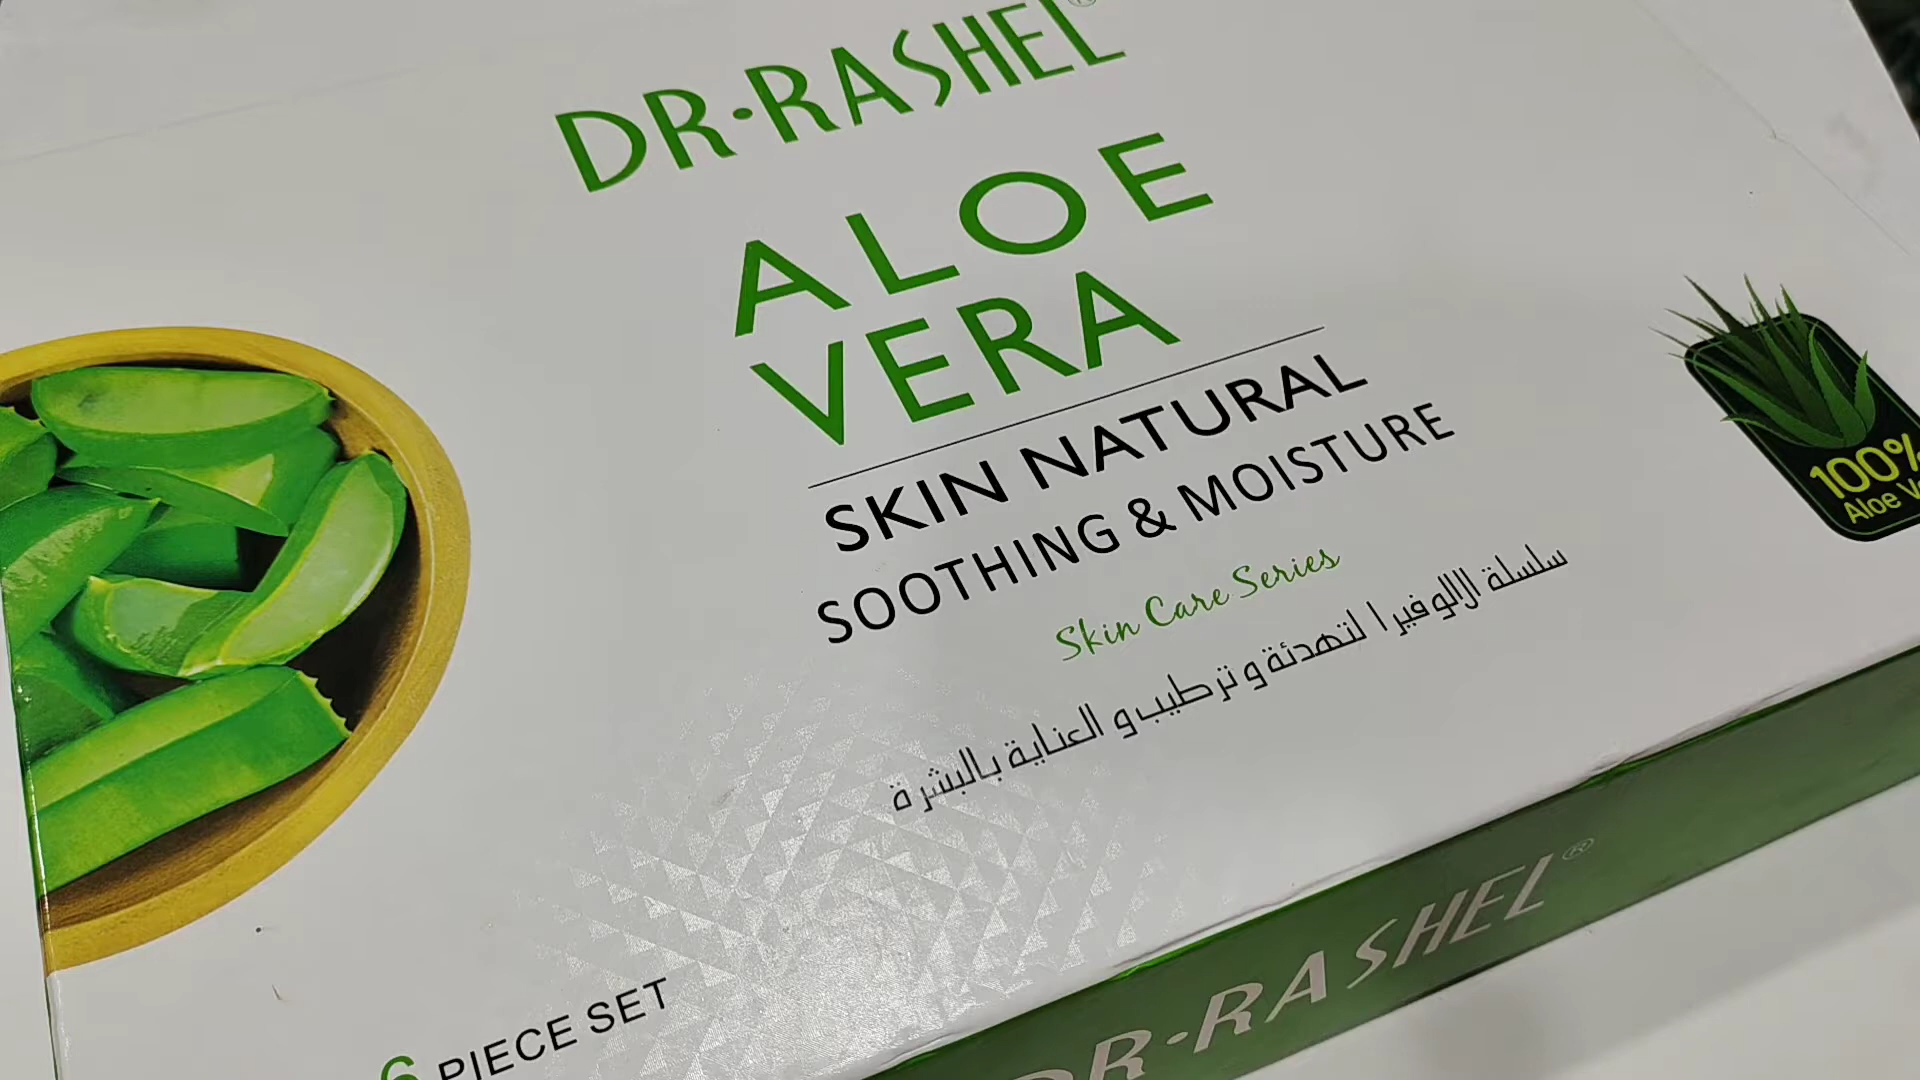 DR·RASHEL®
ALOE
VERA
SKIN NATURAL
SOOTHING & MOISTURE
Skin Care Series
سلسلة الالوفيرا لتهدئة و ترطيب و العناية بالبشرة
100%
Aloe
6 PIECE SET
DR·RASHEL®